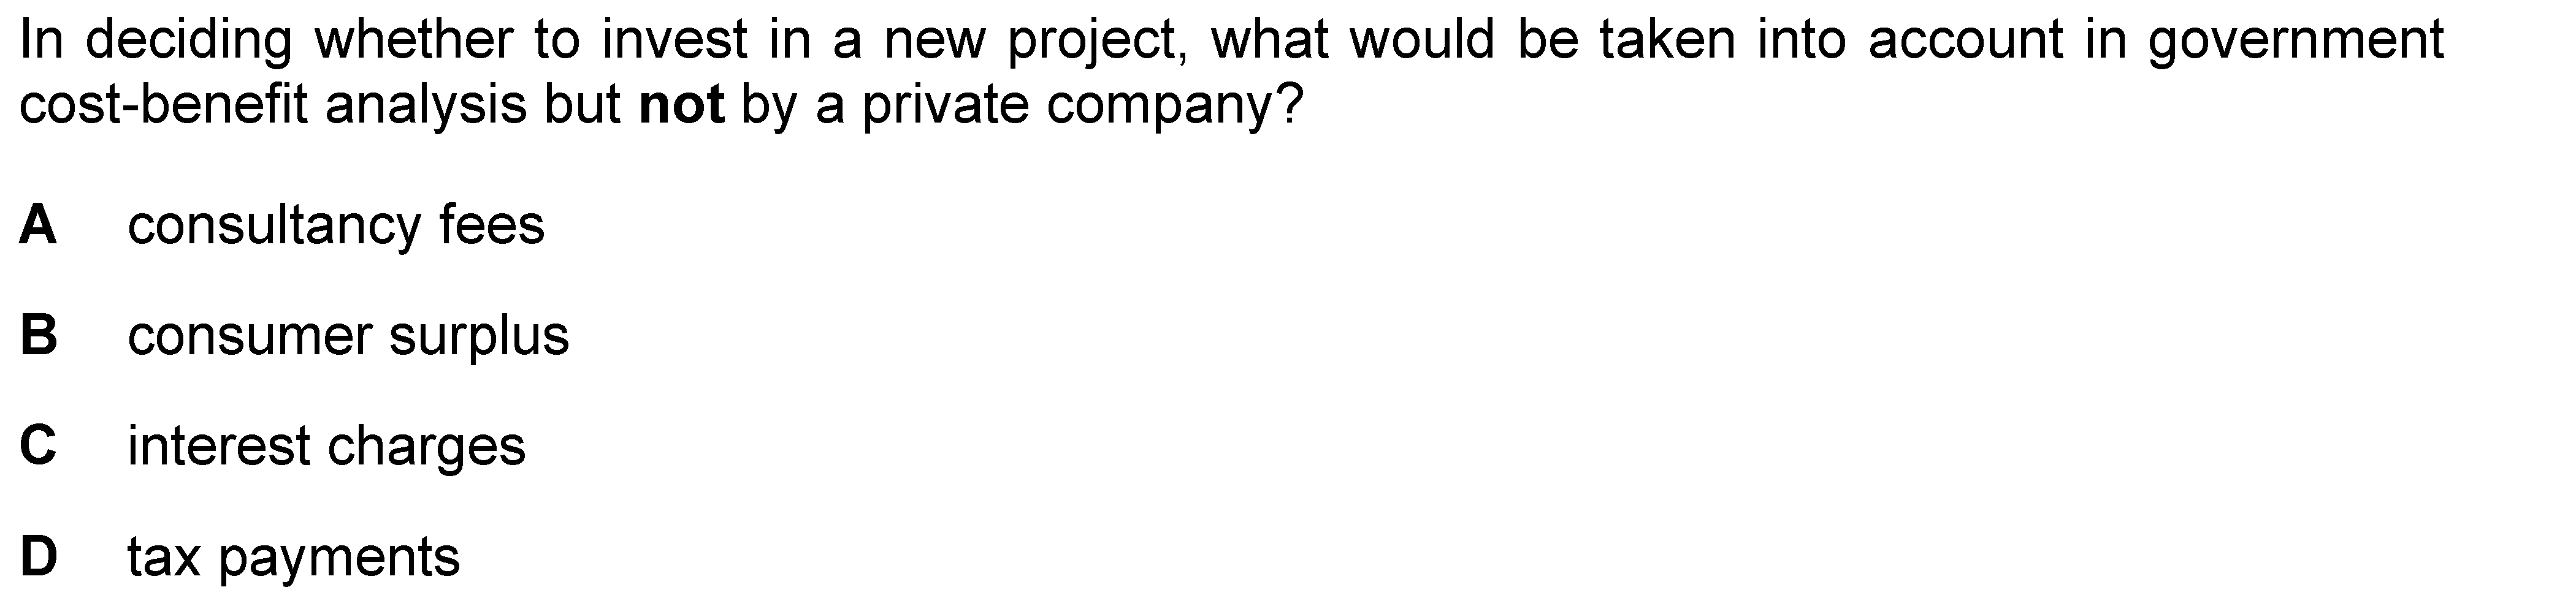 In deciding whether to invest in a new project, what would be taken into account in government
cost-benefit analysis but not by a private company?
A consultancy fees
B consumer surplus
C interest charges
D tax payments